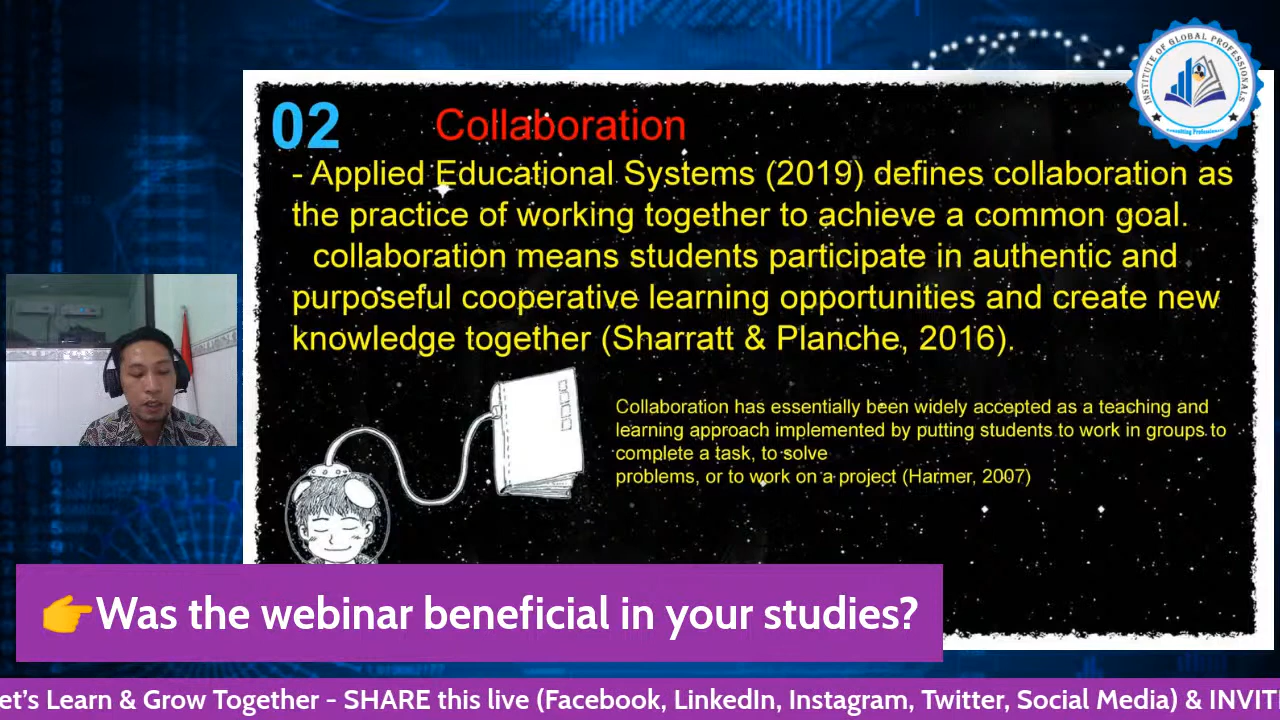 INSTITUTE OF GLOBAL PROFESSIONALS
Consulting Professionals
02 Collaboration
- Applied Educational Systems (2019) defines collaboration as
the practice of working together to achieve a common goal.
collaboration means students participate in authentic and
purposeful cooperative learning opportunities and create new
knowledge together (Sharratt & Planche, 2016).
Collaboration has essentially been widely accepted as a teaching and
learning approach implemented by putting students to work in groups to
complete a task, to solve
problems, or to work on a project (Harmer, 2007)
👉Was the webinar beneficial in your studies?
et's Learn & Grow Together - SHARE this live (Facebook, LinkedIn, Instagram, Twitter, Social Media) & INVIT